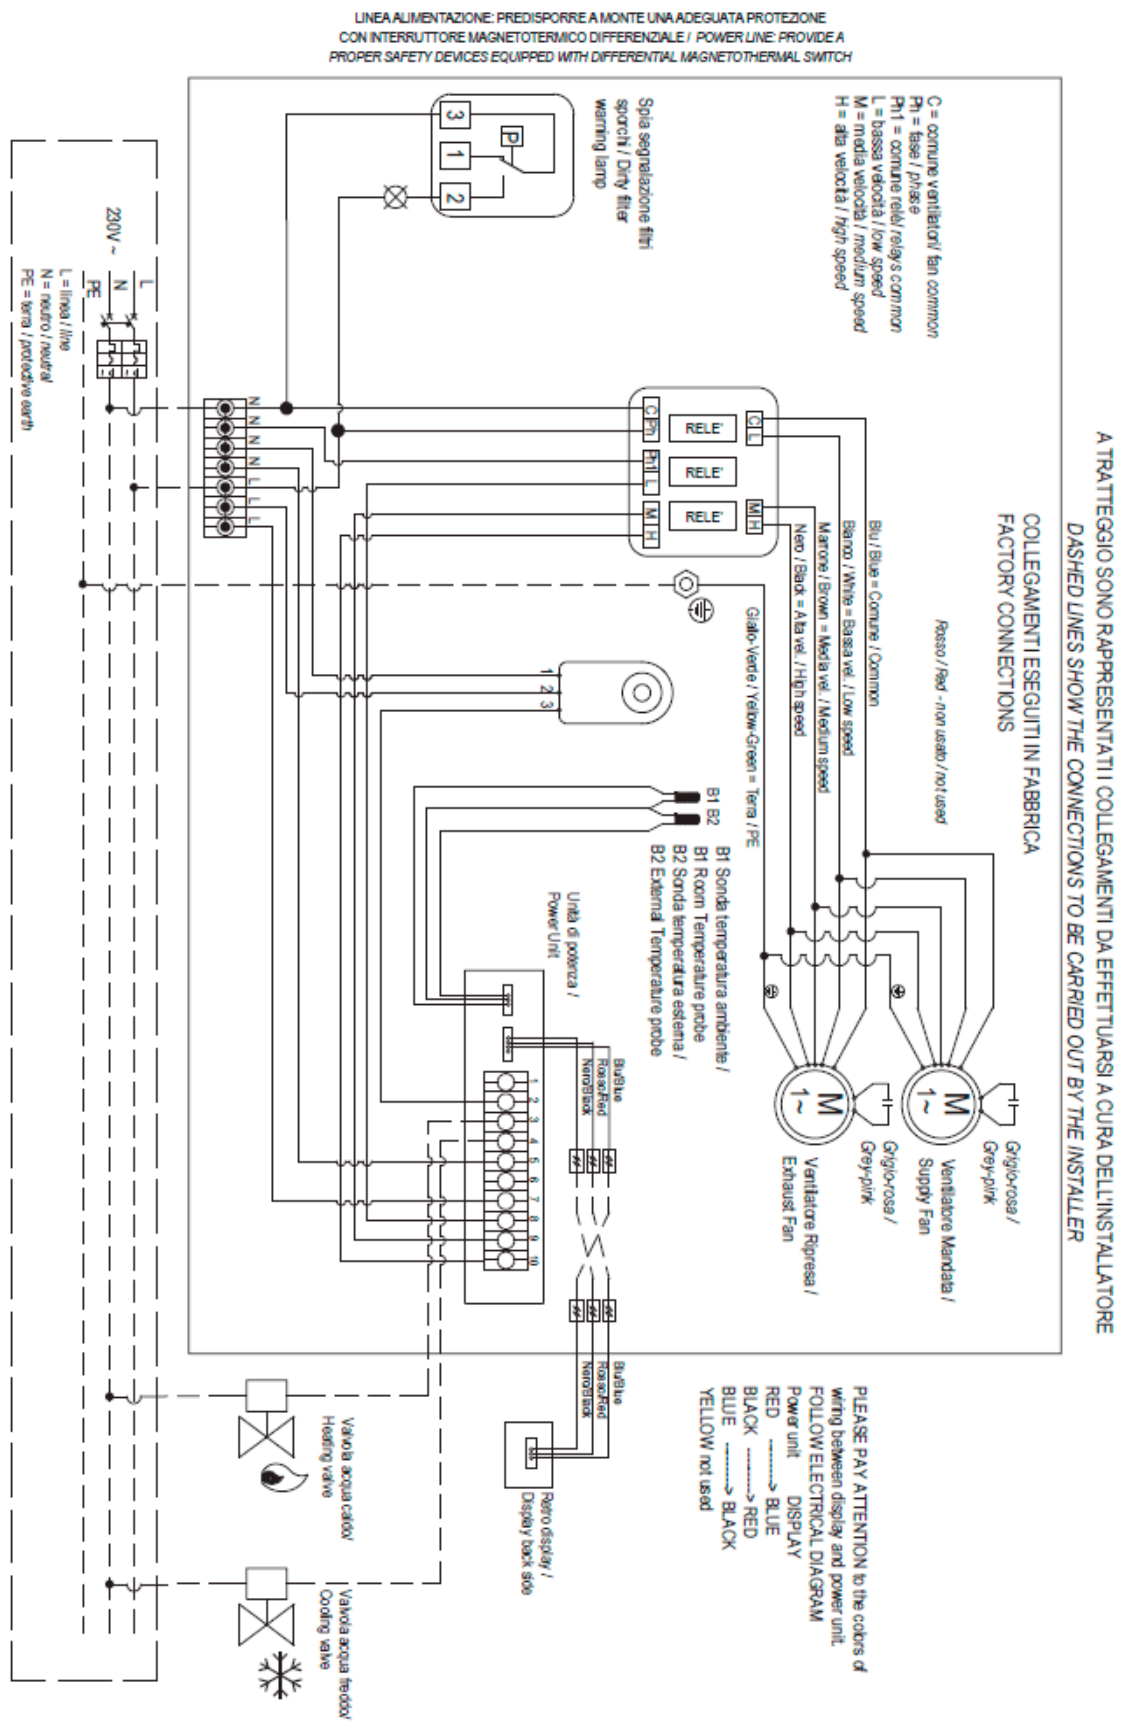 LINEA ALIMENTAZIONE: PREDISPORRE A MONTE UNA ADEGUATA PROTEZIONE
CON INTERRUTTORE MAGNETOTERMICO DIFFERENZIALE / POWER LINE: PROVIDE A
PROPER SAFETY DEVICES EQUIPPED WITH DIFFERENTIAL MAGNETOTHERMAL SWITCH
A TRATTEGGIO SONO RAPPRESENTATI I COLLEGAMENTI DA EFFETTUARSI A CURA DELL'INSTALLATORE
DASHED LINES SHOW THE CONNECTIONS TO BE CARRIED OUT BY THE INSTALLER
COLLEGAMENTI ESEGUITI IN FABBRICA
FACTORY CONNECTIONS
C = comune ventilatori/ fan common
Ph = fase / phase
Ph1 = comune relè/ relays common
L = bassa velocità / low speed
M = media velocità / medium speed
H = alta velocità / high speed
Spia segnalazione filtri
sporchi / Dirty filter
warning lamp
3
1
2
P
230V ~
L
N
PE
L = linea / line
N = neutro / neutral
PE = terra / protective earth
N
N
N
N
L
L
L
C
Ph
Ph1
L
M
H
RELE'
RELE'
RELE'
C
L
M
H
Rosso / Red - non usato / not used
Blu / Blue = Comune / Common
Bianco / White = Bassa vel. / Low speed
Marrone / Brown = Media vel. / Medium speed
Nero / Black = Alta vel. / High speed
Giallo-Verde / Yellow-Green = Terra / PE
1
2
3
B1 B2
B1 Sonda temperatura ambiente /
B1 Room Temperature probe
B2 Sonda temperatura esterna /
B2 External Temperature probe
Unità di potenza /
Power Unit
1
2
3
4
5
6
7
8
9
10
Blu/Blue
Rosso/Red
Nero/Black
M
1~
M
1~
Grigio-rosa /
Grey-pink
Grigio-rosa /
Grey-pink
Ventilatore Mandata /
Supply Fan
Ventilatore Ripresa /
Exhaust Fan
Blu/Blue
Rosso/Red
Nero/Black
Retro display /
Display back side
PLEASE PAY ATTENTION to the colors of
wiring between display and power unit.
FOLLOW ELECTRICAL DIAGRAM
Power unit DISPLAY
RED --------> BLUE
BLACK --------> RED
BLUE --------> BLACK
YELLOW not used
Valvola acqua caldo/
Heating valve
Valvola acqua freddo/
Cooling valve